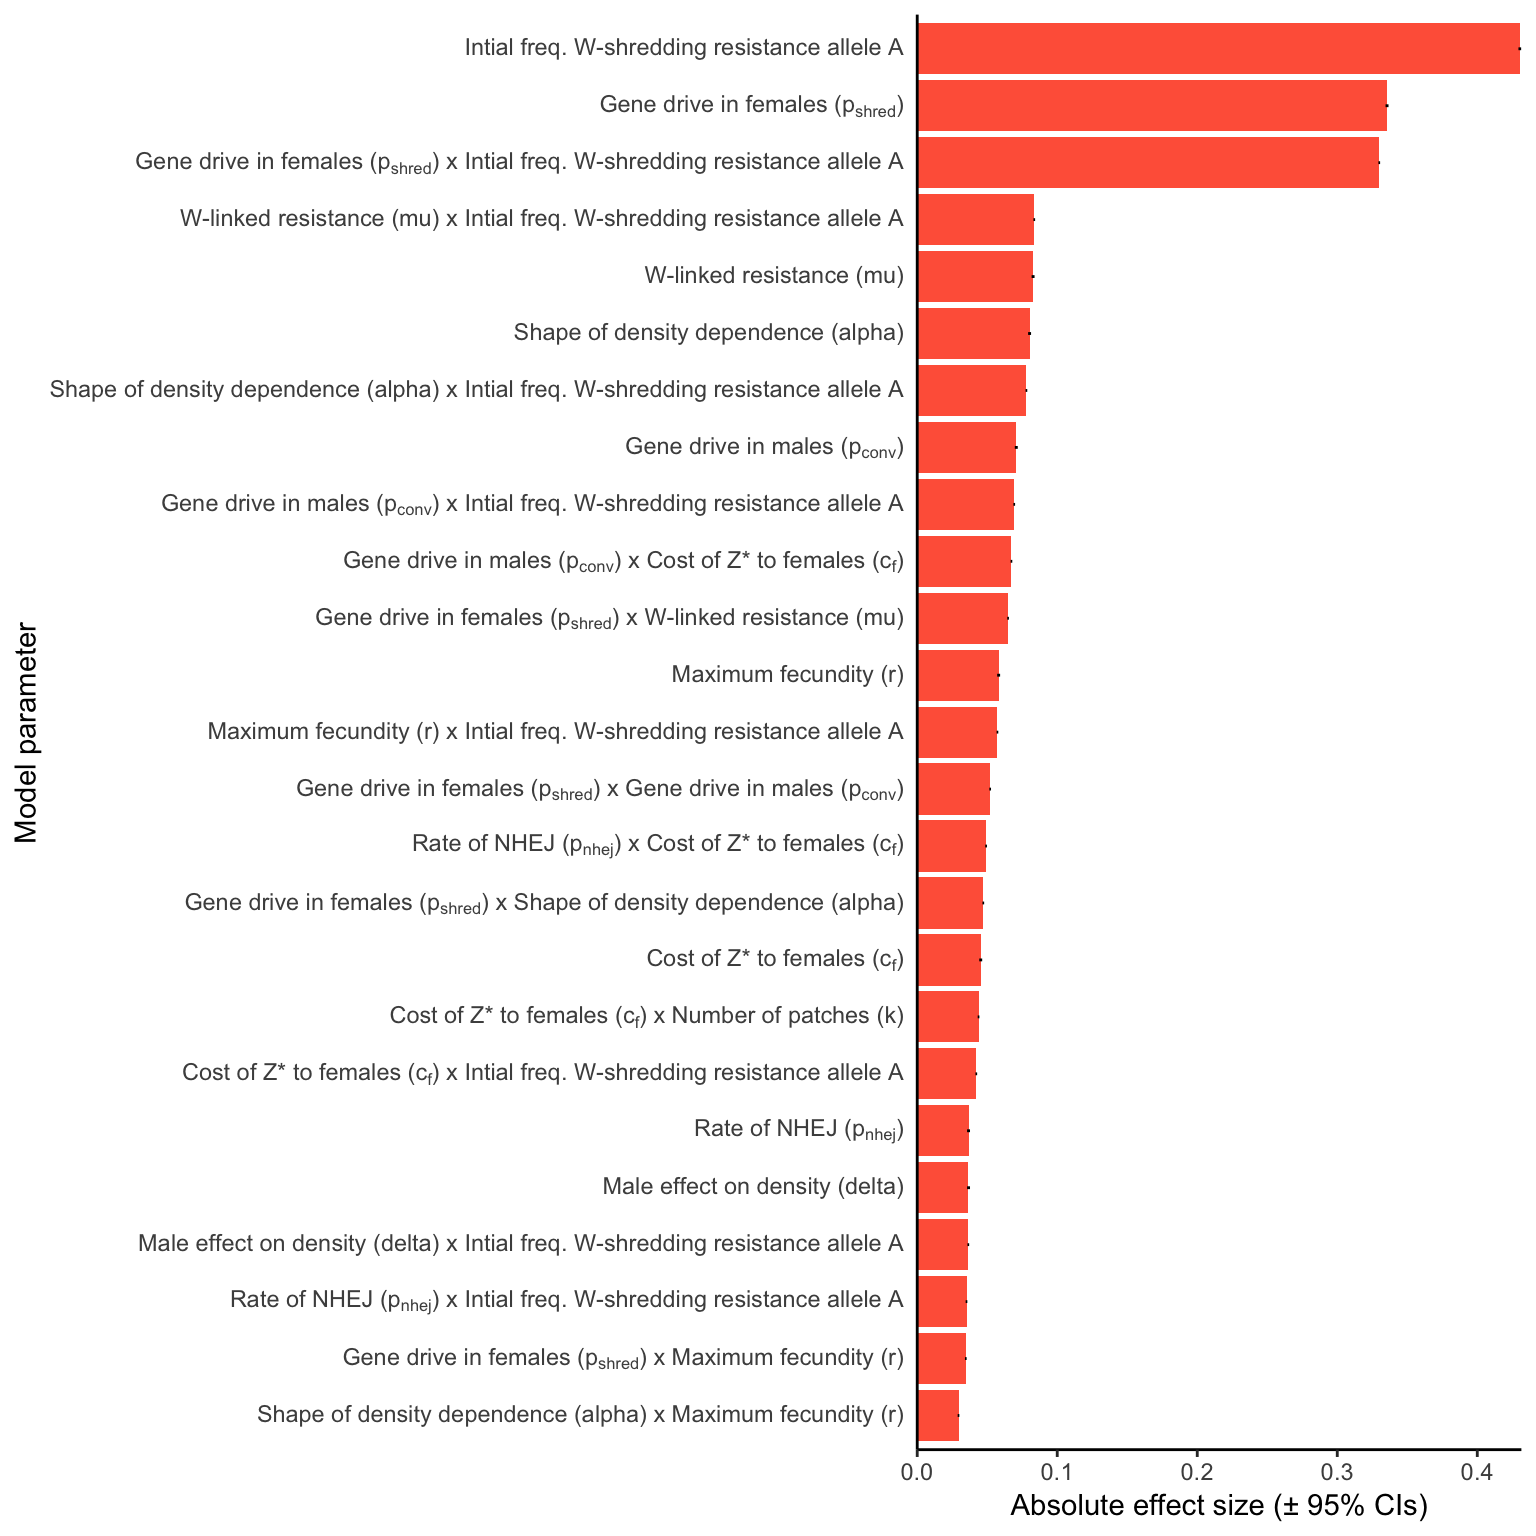 Intial freq. W-shredding resistance allele A
Gene drive in females (pshred)
Gene drive in females (pshred) x Intial freq. W-shredding resistance allele A
W-linked resistance (mu) x Intial freq. W-shredding resistance allele A
W-linked resistance (mu)
Shape of density dependence (alpha)
Shape of density dependence (alpha) x Intial freq. W-shredding resistance allele A
Gene drive in males (pconv)
Gene drive in males (pconv) x Intial freq. W-shredding resistance allele A
Gene drive in males (pconv) x Cost of Z* to females (cf)
Gene drive in females (pshred) x W-linked resistance (mu)
Maximum fecundity (r)
Maximum fecundity (r) x Intial freq. W-shredding resistance allele A
Gene drive in females (pshred) x Gene drive in males (pconv)
Rate of NHEJ (pnhej) x Cost of Z* to females (cf)
Gene drive in females (pshred) x Shape of density dependence (alpha)
Cost of Z* to females (cf)
Cost of Z* to females (cf) x Number of patches (k)
Cost of Z* to females (cf) x Intial freq. W-shredding resistance allele A
Rate of NHEJ (pnhej)
Male effect on density (delta)
Male effect on density (delta) x Intial freq. W-shredding resistance allele A
Rate of NHEJ (pnhej) x Intial freq. W-shredding resistance allele A
Gene drive in females (pshred) x Maximum fecundity (r)
Shape of density dependence (alpha) x Maximum fecundity (r)
Model parameter
0.0 0.1 0.2 0.3 0.4
Absolute effect size (± 95% CIs)